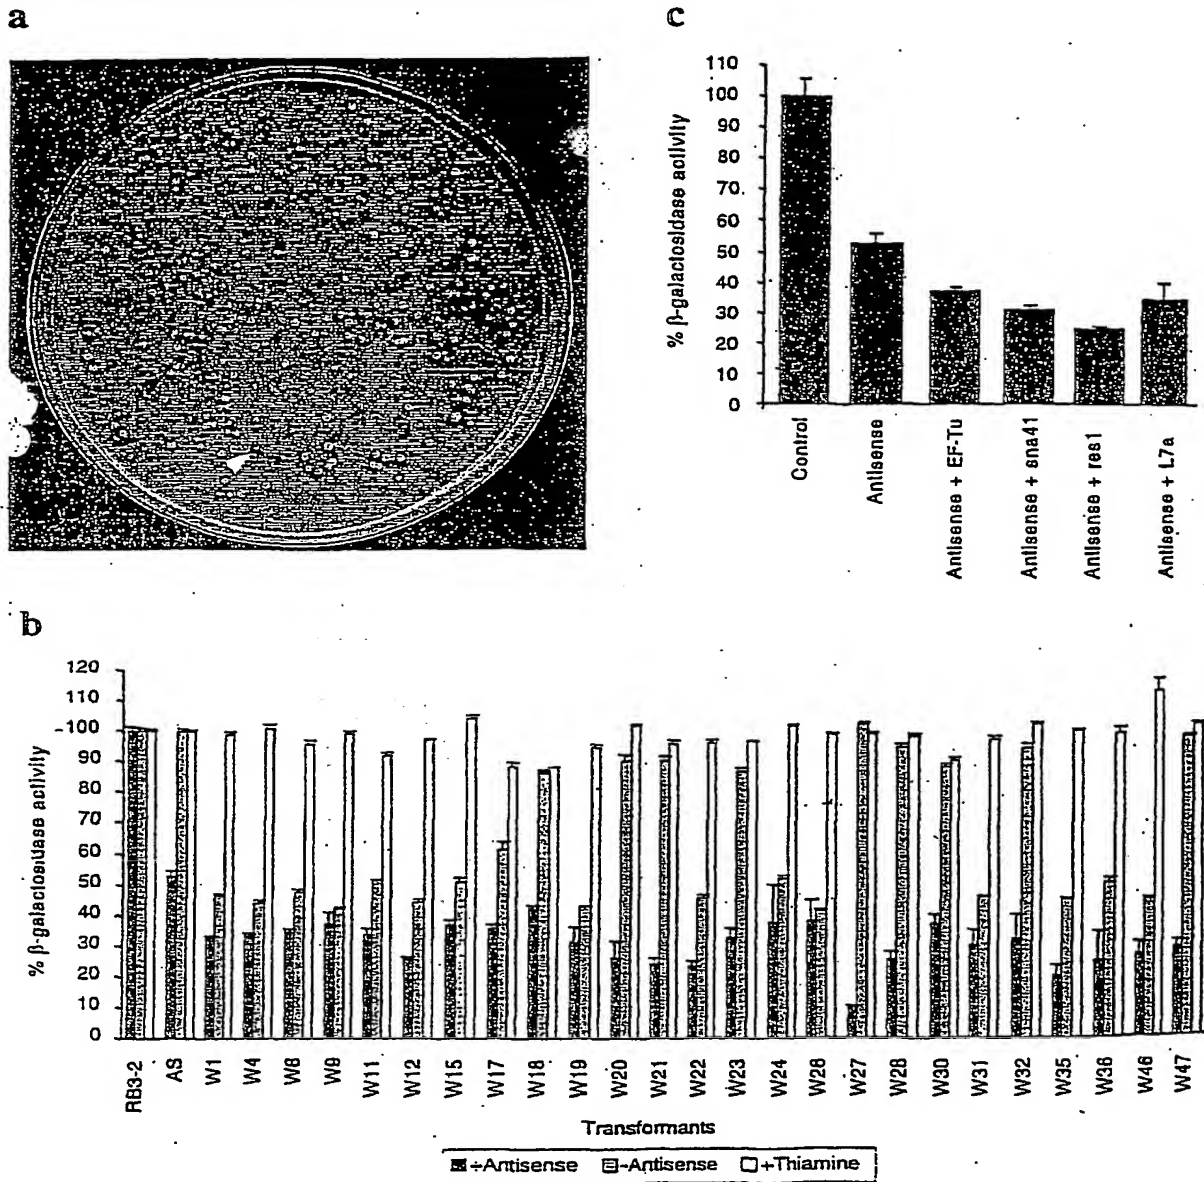 a
c
% β-galactosidase activity
110
100
90
80
70
60
50
40
30
20
10
0
Control
Antisense
Antisense + EF-Tu
Antisense + sna41
Antisense + res1
Antisense + L7a
b
% β-galactosidase activity
120
110
100
90
80
70
60
50
40
30
20
10
0
RB3-2
AS
W1
W4
W8
W9
W11
W12
W15
W17
W18
W19
W20
W21
W22
W23
W24
W26
W27
W28
W30
W31
W32
W35
W36
W46
W47
Transformants
+Antisense -Antisense +Thiamine